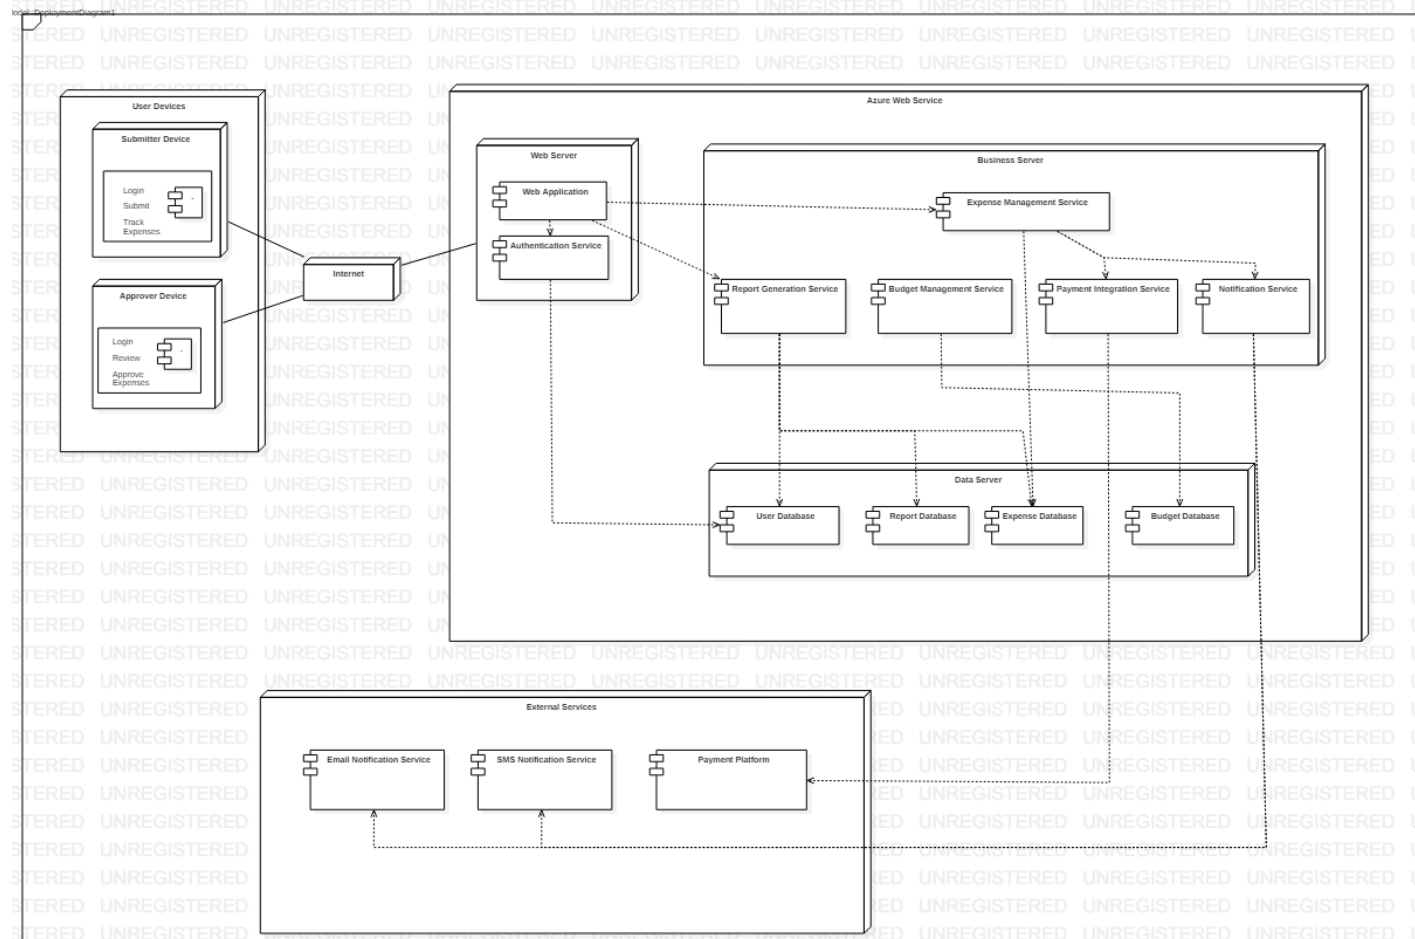 DeploymentDiagram1
UNREGISTERED
User Devices
Submitter Device
Login
Submit
Track
Expenses
Approver Device
Login
Review
Approve
Expenses
Internet
Azure Web Service
Web Server
Web Application
Authentication Service
Business Server
Expense Management Service
Report Generation Service
Budget Management Service
Payment Integration Service
Notification Service
Data Server
User Database
Report Database
Expense Database
Budget Database
External Services
Email Notification Service
SMS Notification Service
Payment Platform